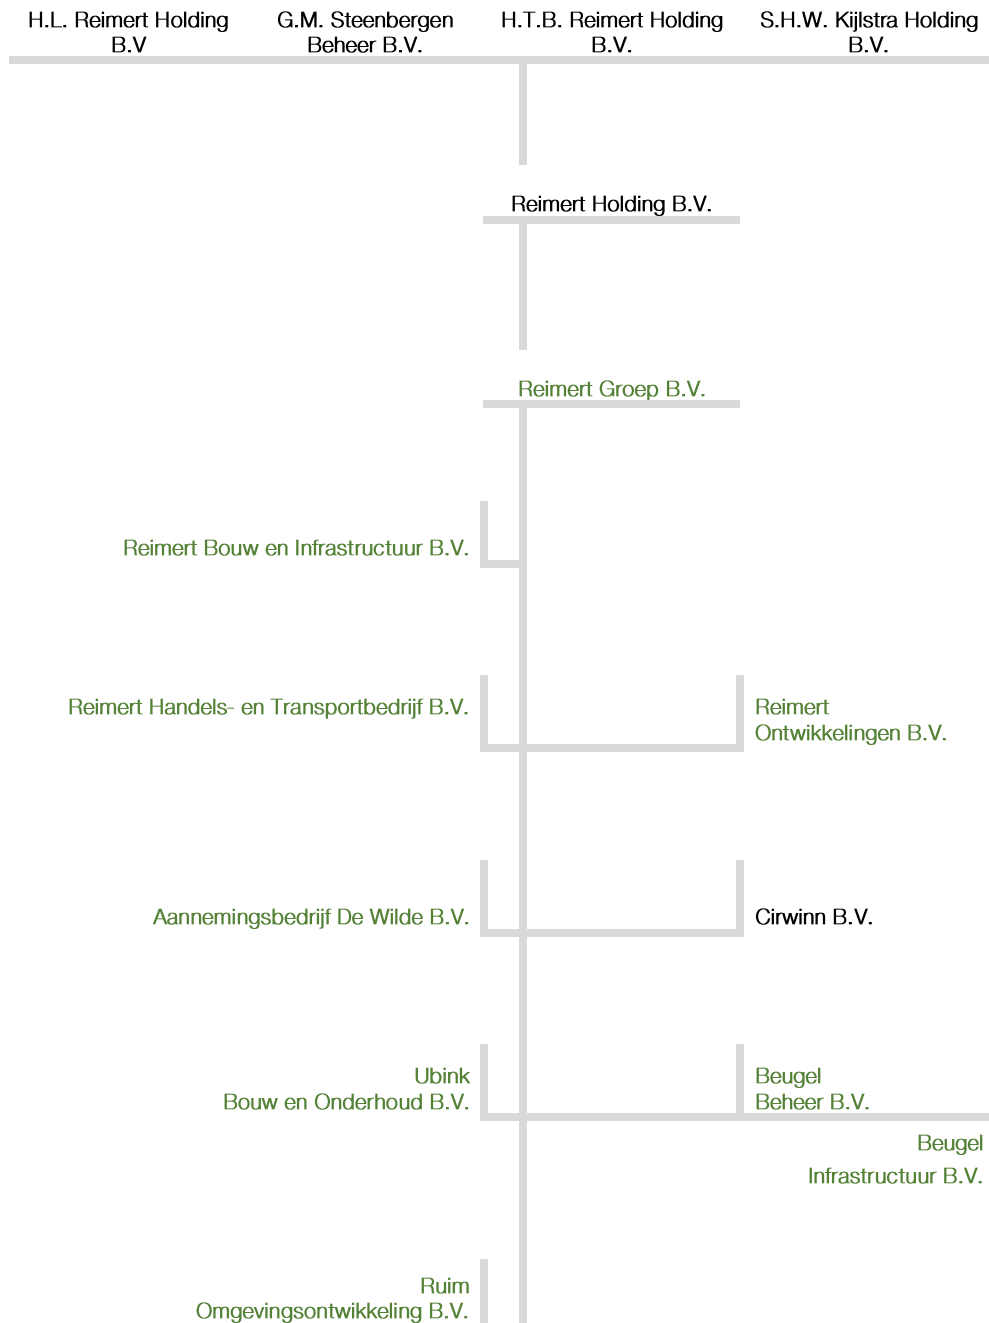 H.L. Reimert Holding
B.V
G.M. Steenbergen
Beheer B.V.
H.T.B. Reimert Holding
B.V.
S.H.W. Kijlstra Holding
B.V.
Reimert Holding B.V.
Reimert Groep B.V.
Reimert Bouw en Infrastructuur B.V.
Reimert Handels- en Transportbedrijf B.V.
Reimert
Ontwikkelingen B.V.
Aannemingsbedrijf De Wilde B.V.
Cirwinn B.V.
Ubink
Bouw en Onderhoud B.V.
Beugel
Beheer B.V.
Beugel
Infrastructuur B.V.
Ruim
Omgevingsontwikkeling B.V.